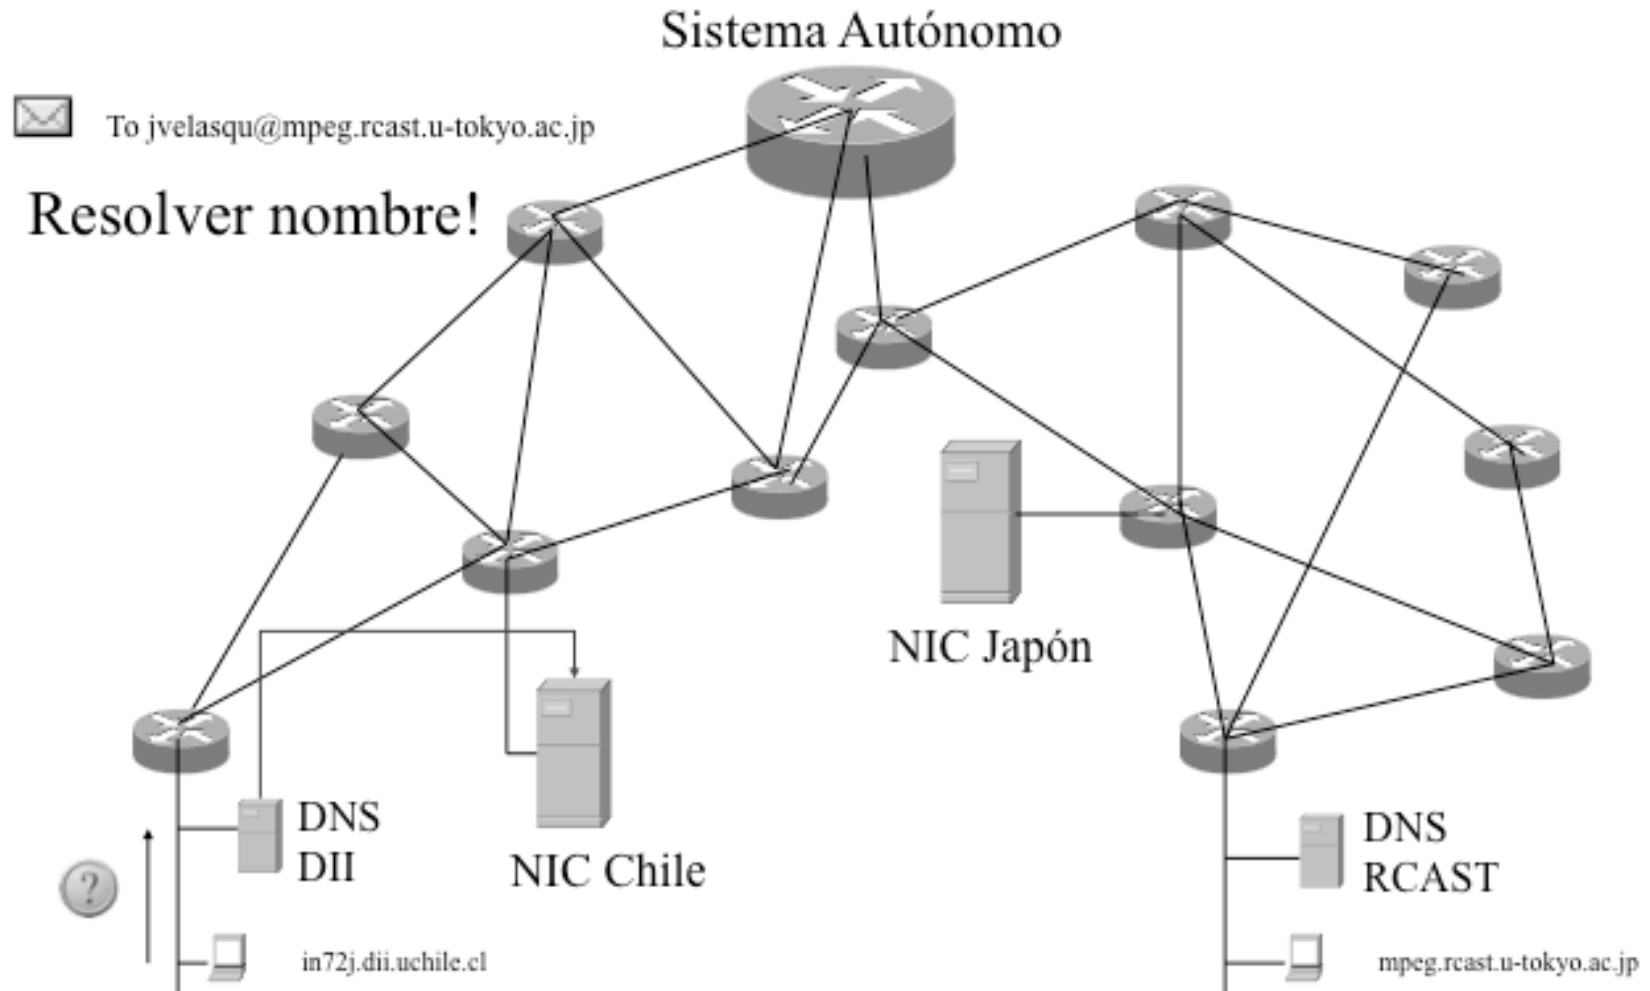 Sistema Autónomo
To jvelasqu@mpeg.rcast.u-tokyo.ac.jp
Resolver nombre!
NIC Japón
DNS
DII
?
NIC Chile
in72j.dii.uchile.cl
DNS
RCAST
mpeg.rcast.u-tokyo.ac.jp